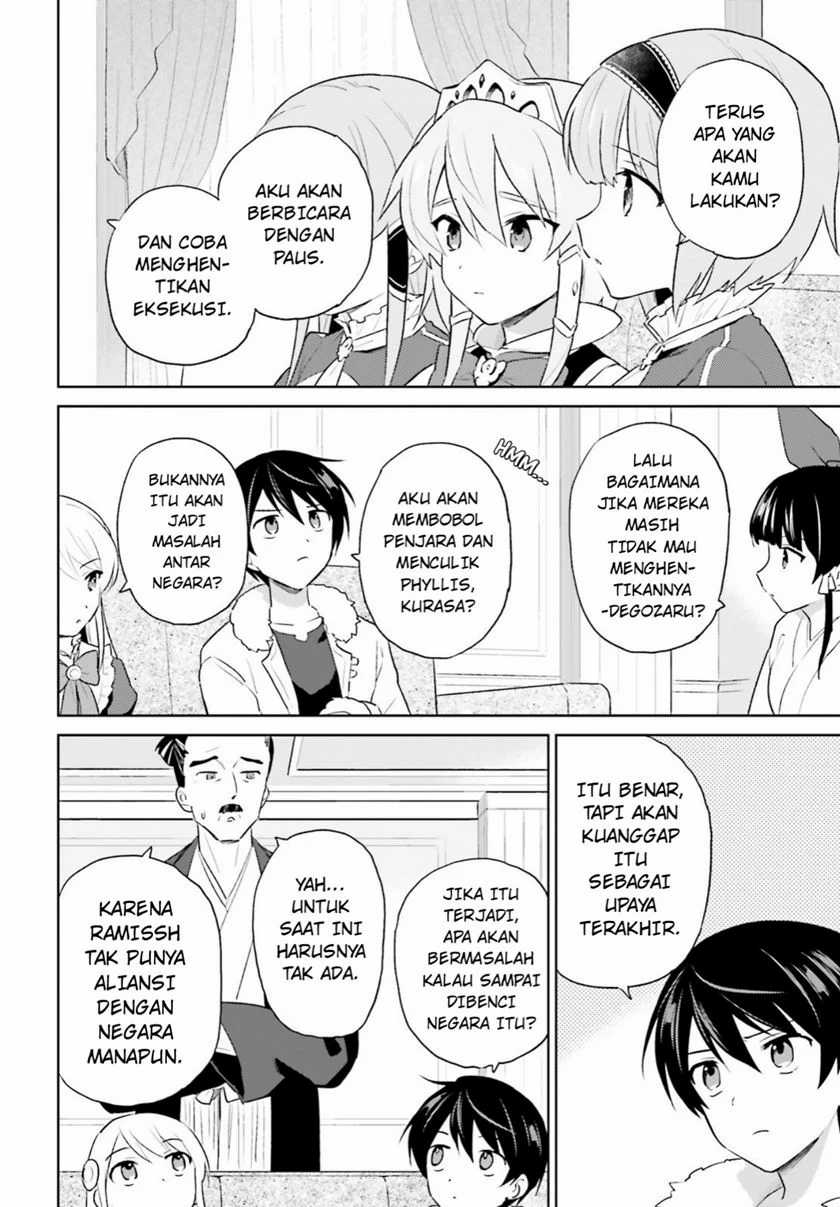 TERUS
APA YANG
AKAN
KAMU
LAKUKAN?
AKU AKAN
BERBICARA
DENGAN
PAUS.
DAN COBA
MENGHEN-
TIKAN
EKSEKUSI.
LALU
BAGAIMANA
JIKA MEREKA
MASIH
TIDAK MAU
MENGHEN-
TIKANNYA
-DEGOZARU?
HMM...
AKU AKAN
MEMBOBOL
PENJARA DAN
MENCULIK
PHYLLIS,
KURASA?
BUKANNYA
ITU AKAN
JADI
MASALAH
ANTAR
NEGARA?
ITU BENAR,
TAPI AKAN
KUANGGAP
ITU
SEBAGAI
UPAYA
TERAKHIR.
JIKA ITU
TERJADI,
APA AKAN
BERMASALAH
KALAU SAMPAI
DIBENCI
NEGARA ITU?
YAH...
UNTUK
SAAT INI
HARUSNYA
TAK ADA.
KARENA
RAMISSH
TAK PUNYA
ALIANSI
DENGAN
NEGARA
MANAPUN.